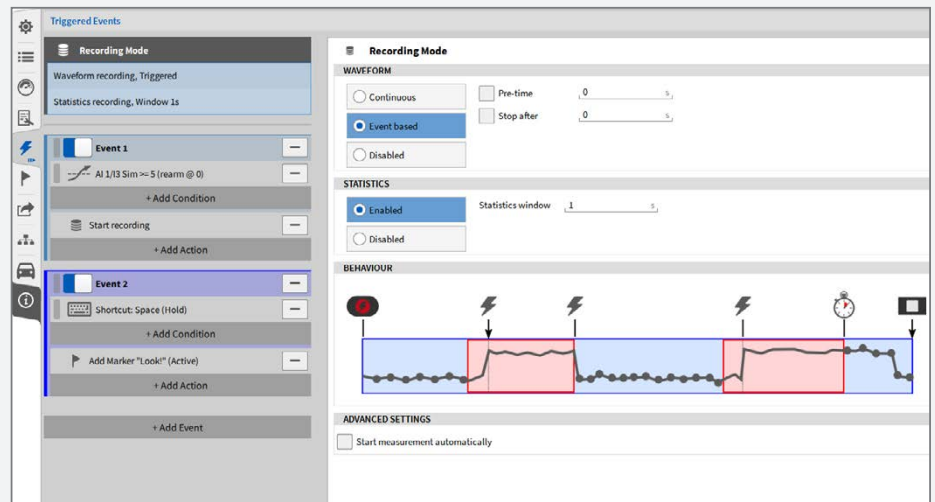 Triggered Events
Recording Mode
Waveform recording, Triggered
Statistics recording, Window 1s
Event 1
AI 1/I3 Sim >= 5 (rearm @ 0)
+ Add Condition
Start recording
+ Add Action
Event 2
Shortcut: Space (Hold)
+ Add Condition
Add Marker "Look!" (Active)
+ Add Action
+ Add Event
Recording Mode
WAVEFORM
Continuous
Event based
Disabled
Pre-time 0 s
Stop after 0 s
STATISTICS
Enabled
Disabled
Statistics window 1 s
BEHAVIOUR
ADVANCED SETTINGS
Start measurement automatically